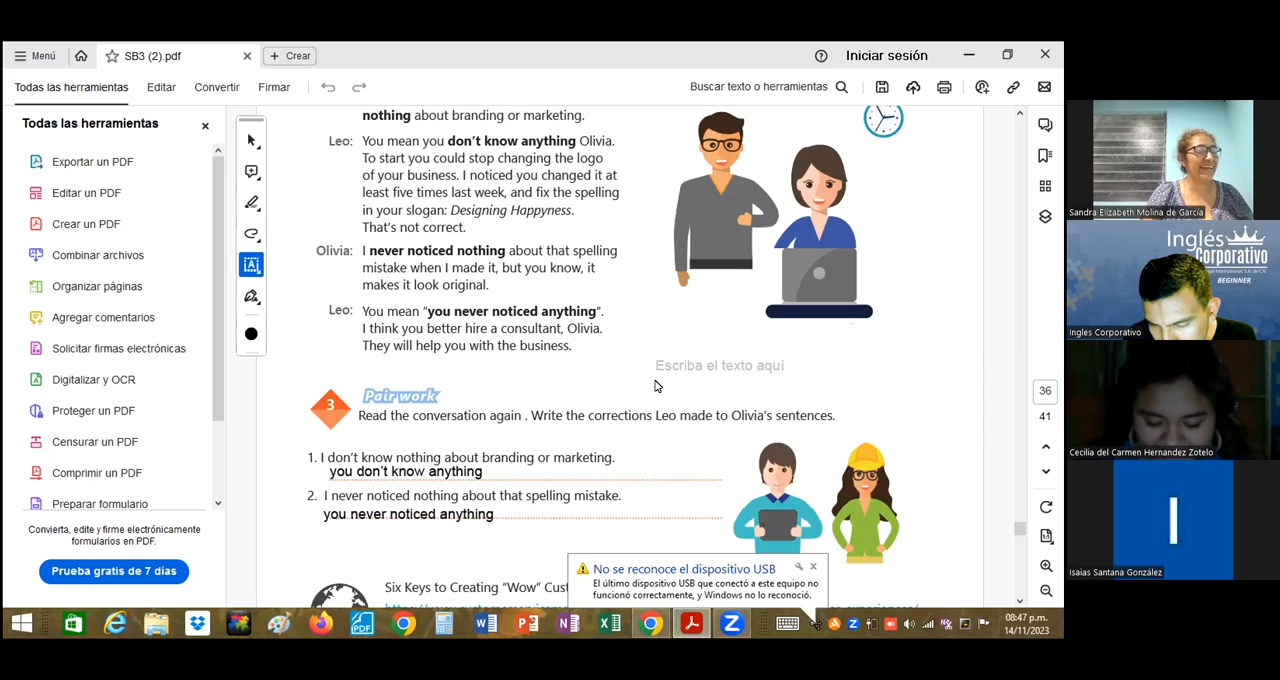 Menú
SB3 (2).pdf
Crear
Iniciar sesión
Todas las herramientas
Editar
Convertir
Firmar
Buscar texto o herramientas
Todas las herramientas
Exportar un PDF
Editar un PDF
Crear un PDF
Combinar archivos
Organizar páginas
Agregar comentarios
Solicitar firmas electrónicas
Digitalizar y OCR
Proteger un PDF
Censurar un PDF
Comprimir un PDF
Preparar formulario
Convierta, edite y firme electrónicamente
formularios en PDF.
Prueba gratis de 7 días
nothing about branding or marketing.
Leo: You mean you don't know anything Olivia.
To start you could stop changing the logo
of your business. I noticed you changed it at
least five times last week, and fix the spelling
in your slogan: Designing Happyness.
That's not correct.
Olivia: I never noticed nothing about that spelling
mistake when I made it, but you know, it
makes it look original.
Leo: You mean "you never noticed anything".
I think you better hire a consultant, Olivia.
They will help you with the business.
Escriba el texto aquí
3
Pair work
Read the conversation again . Write the corrections Leo made to Olivia's sentences.
1. I don't know nothing about branding or marketing.
you don't know anything
2. I never noticed nothing about that spelling mistake.
you never noticed anything
Six Keys to Creating "Wow" Cust
No se reconoce el dispositivo USB
El último dispositivo USB que conectó a este equipo no
funcionó correctamente, y Windows no lo reconoció.
36
41
08:47 p.m.
14/11/2023
Sandra Elizabeth Molina de García
Inglés
Corporativo
BEGINNER
Ingles Corporativo
Cecilia del Carmen Hernandez Zotelo
I
Isaias Santana González